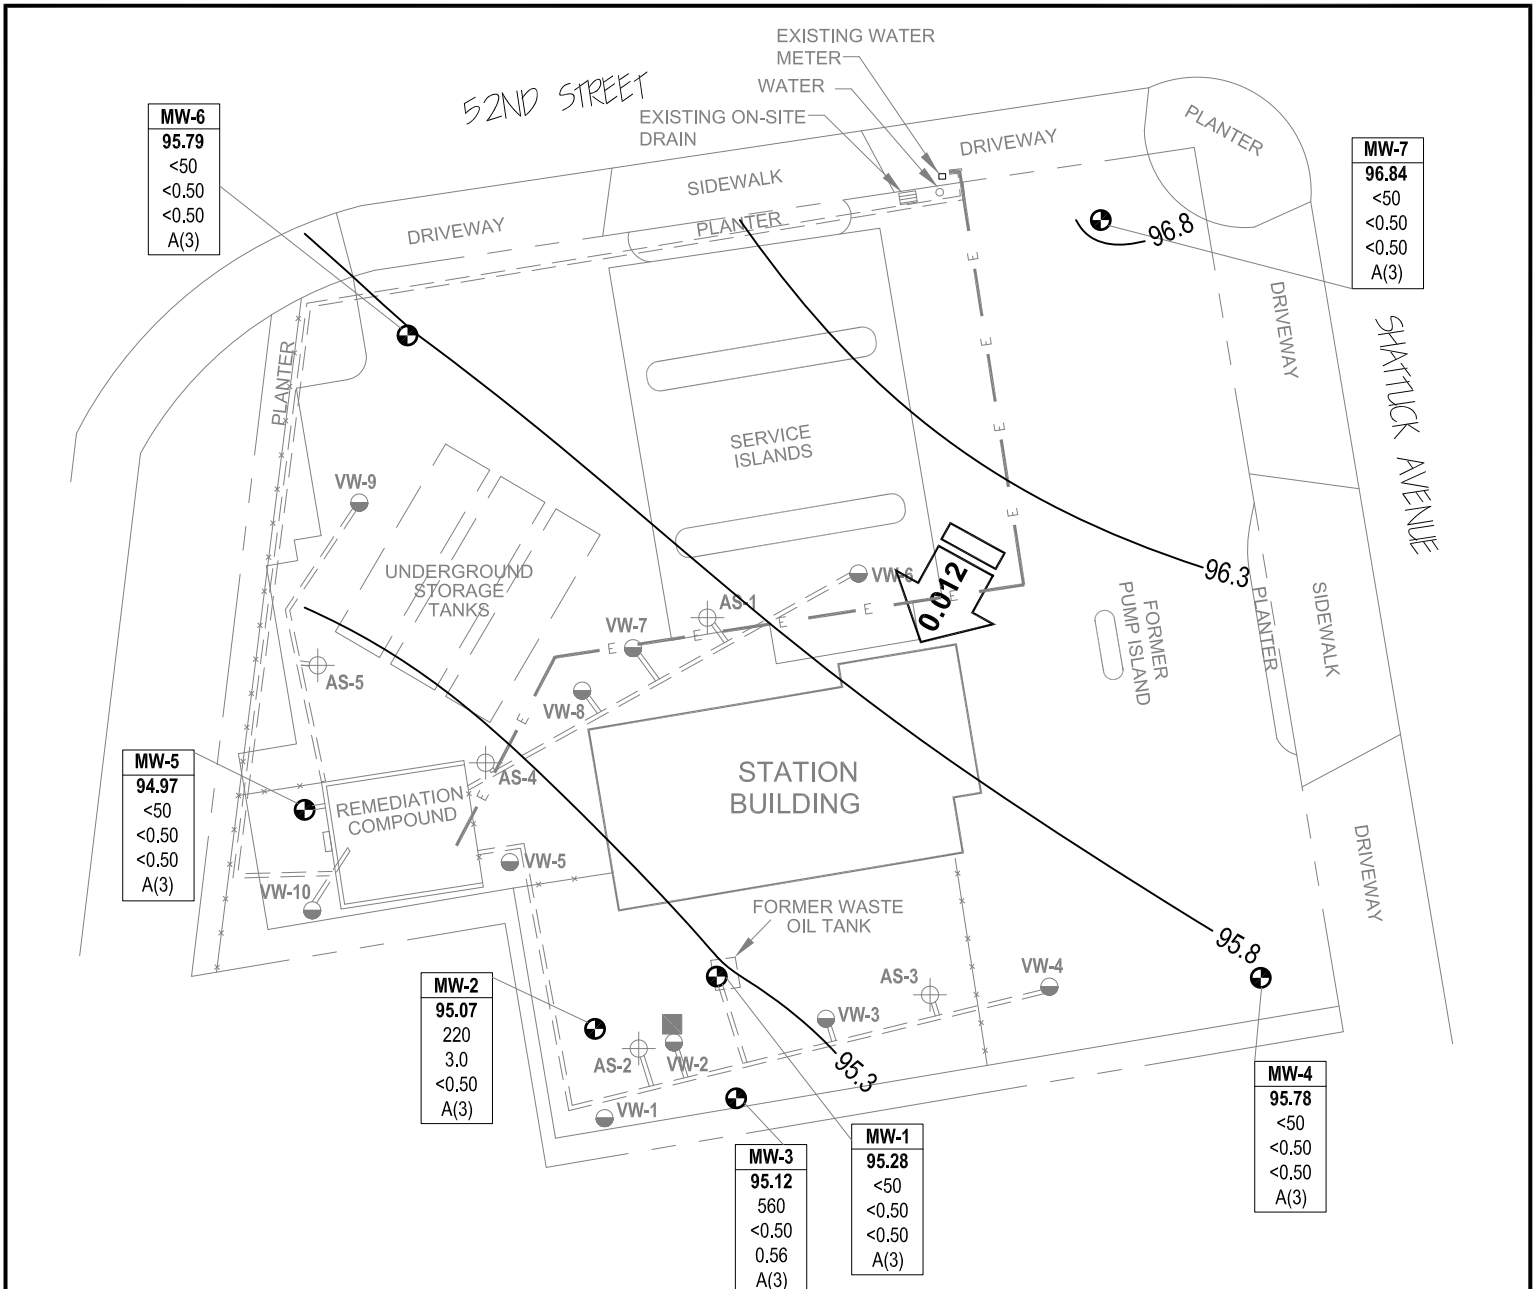 EXISTING WATER
METER
WATER
EXISTING ON-SITE
DRAIN
52ND STREET
MW-6
95.79
<50
<0.50
<0.50
A(3)
DRIVEWAY
SIDEWALK
PLANTER
DRIVEWAY
PLANTER
MW-7
96.84
<50
<0.50
<0.50
A(3)
96.8
DRIVEWAY
SHATTUCK AVENUE
PLANTER
SERVICE
ISLANDS
VW-9
UNDERGROUND
STORAGE
TANKS
E
E
E
E
E
E
E
E
E
E
E
VW-6
0.012
96.3
AS-1
VW-7
AS-5
VW-8
FORMER
PUMP ISLAND
PLANTER
SIDEWALK
MW-5
94.97
<50
<0.50
<0.50
A(3)
AS-4
REMEDIATION
COMPOUND
STATION
BUILDING
VW-5
VW-10
DRIVEWAY
FORMER WASTE
OIL TANK
95.8
AS-3
VW-4
MW-2
95.07
220
3.0
<0.50
A(3)
VW-3
AS-2
VW-2
95.3
VW-1
MW-4
95.78
<50
<0.50
<0.50
A(3)
MW-1
95.28
<50
<0.50
<0.50
A(3)
MW-3
95.12
560
<0.50
0.56
A(3)